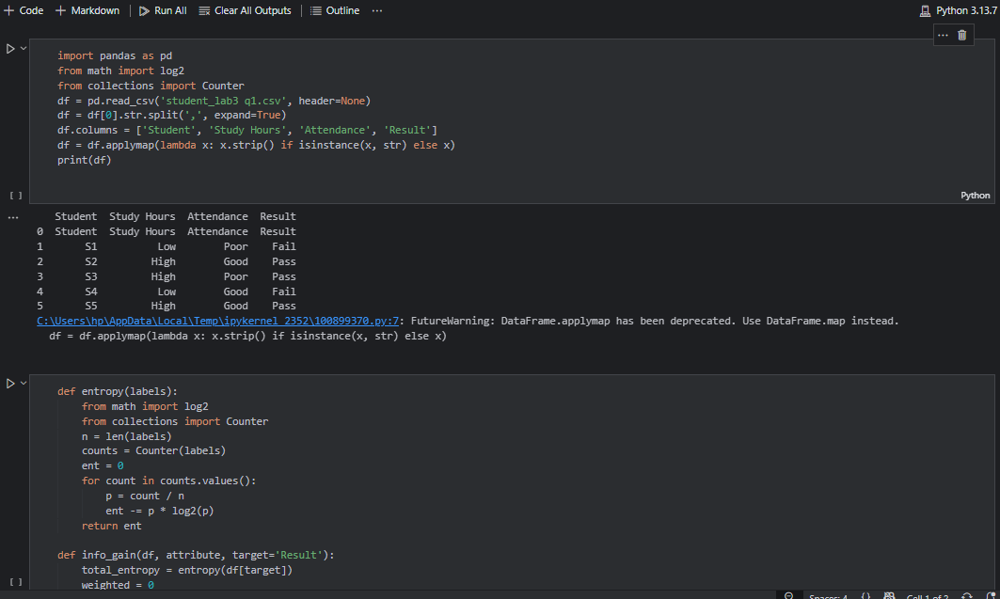 Code Markdown Run All Clear All Outputs Outline ... Python 3.13.7
...
import pandas as pd
from math import log2
from collections import Counter
df = pd.read_csv('student_lab3 q1.csv', header=None)
df = df[0].str.split(',', expand=True)
df.columns = ['Student', 'Study Hours', 'Attendance', 'Result']
df = df.applymap(lambda x: x.strip() if isinstance(x, str) else x)
print(df)
[ ] Python
...
Student Study Hours Attendance Result
0 Student Study Hours Attendance Result
1 S1 Low Poor Fail
2 S2 High Good Pass
3 S3 High Poor Pass
4 S4 Low Good Fail
5 S5 High Good Pass
C:\Users\hp\AppData\Local\Temp\ipykernel_2352\100899370.py:7: FutureWarning: DataFrame.applymap has been deprecated. Use DataFrame.map instead.
df = df.applymap(lambda x: x.strip() if isinstance(x, str) else x)
def entropy(labels):
from math import log2
from collections import Counter
n = len(labels)
counts = Counter(labels)
ent = 0
for count in counts.values():
p = count / n
ent -= p * log2(p)
return ent
def info_gain(df, attribute, target='Result'):
total_entropy = entropy(df[target])
[ ]
weighted = 0
Spaces: 4 {} Cell 1 of 2